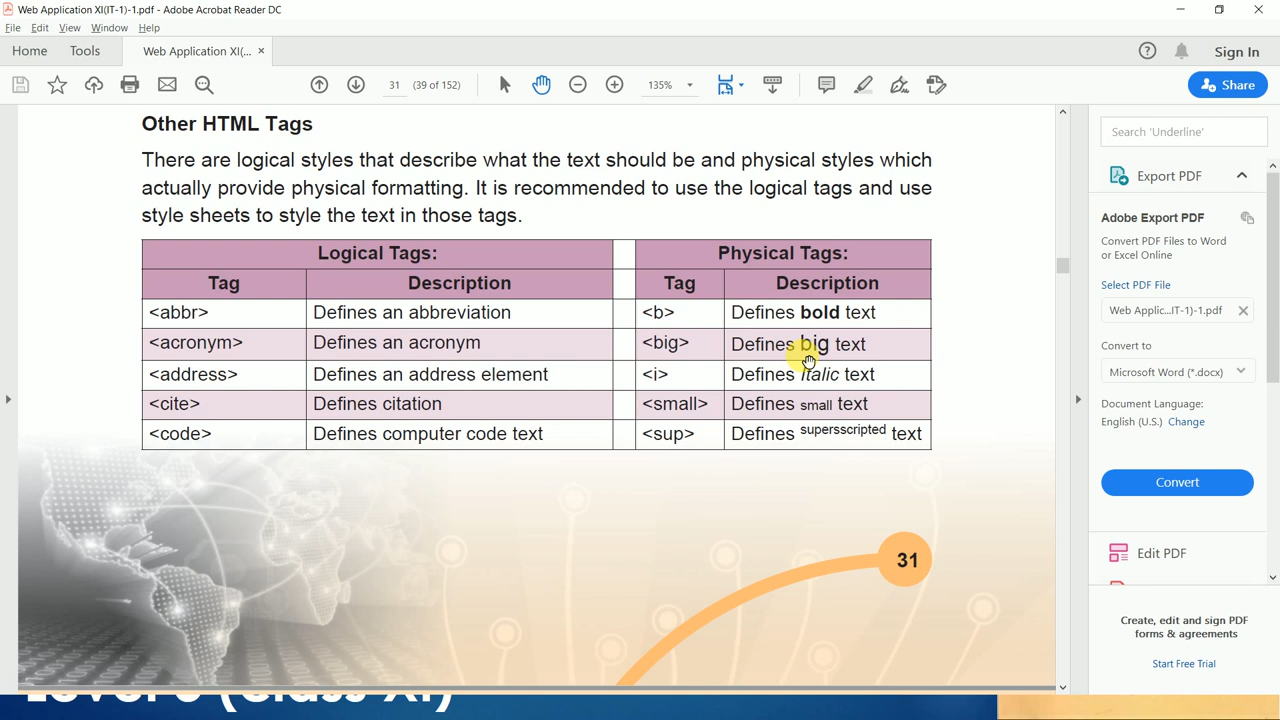 Web Application XI(IT-1)-1.pdf - Adobe Acrobat Reader DC
File Edit View Window Help
Home Tools Web Application XI(... × Sign In
31 (39 of 152) 135% Share
Other HTML Tags
There are logical styles that describe what the text should be and physical styles which
actually provide physical formatting. It is recommended to use the logical tags and use
style sheets to style the text in those tags.
Logical Tags: Physical Tags:
Tag Description Tag Description
<abbr> Defines an abbreviation <b> Defines bold text
<acronym> Defines an acronym <big> Defines big text
<address> Defines an address element <i> Defines Italic text
<cite> Defines citation <small> Defines small text
<code> Defines computer code text <sup> Defines supersscripted text
31
Search 'Underline'
Export PDF
Adobe Export PDF
Convert PDF Files to Word
or Excel Online
Select PDF File
Web Applic...IT-1)-1.pdf
Convert to
Microsoft Word (*.docx)
Document Language:
English (U.S.) Change
Convert
Edit PDF
Create, edit and sign PDF
forms & agreements
Start Free Trial
(Class XI)